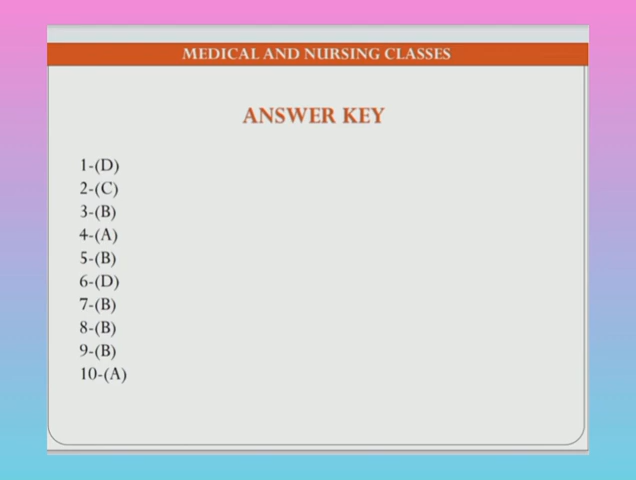 MEDICAL AND NURSING CLASSES
ANSWER KEY
1-(D)
2-(C)
3-(B)
4-(A)
5-(B)
6-(D)
7-(B)
8-(B)
9-(B)
10-(A)